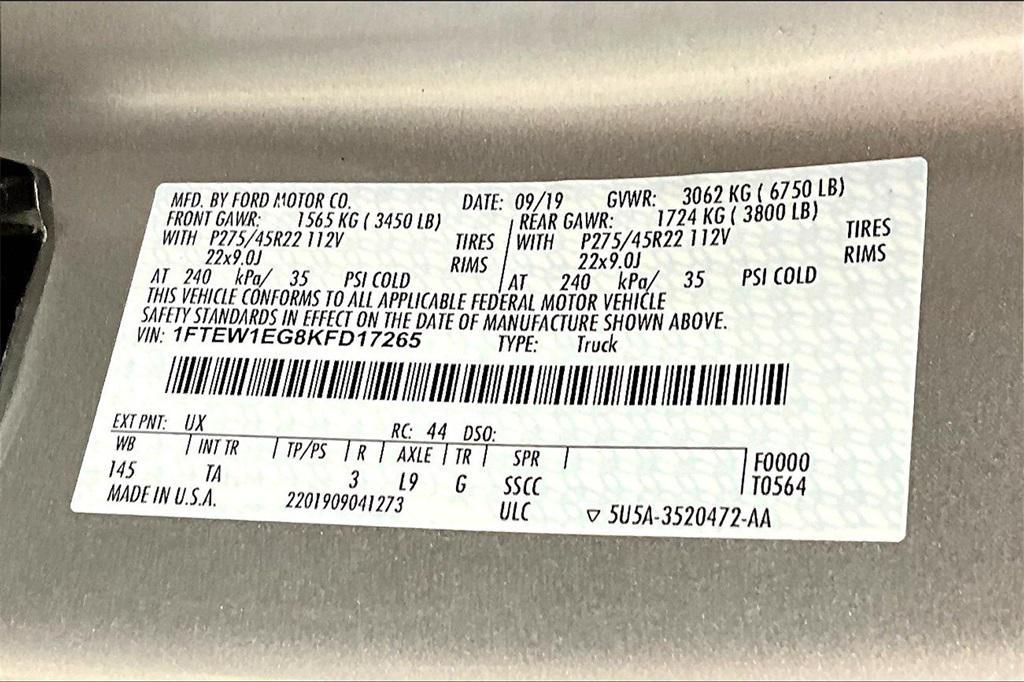 MFD. BY FORD MOTOR CO. DATE: 09/19 GVWR: 3062 KG ( 6750 LB)
FRONT GAWR: 1565 KG ( 3450 LB) REAR GAWR: 1724 KG ( 3800 LB)
WITH P275/45R22 112V TIRES WITH P275/45R22 112V TIRES
22x9.0J RIMS 22x9.0J RIMS
AT 240 kPa/ 35 PSI COLD AT 240 kPa/ 35 PSI COLD
THIS VEHICLE CONFORMS TO ALL APPLICABLE FEDERAL MOTOR VEHICLE
SAFETY STANDARDS IN EFFECT ON THE DATE OF MANUFACTURE SHOWN ABOVE.
VIN: 1FTEW1EG8KFD17265 TYPE: Truck
EXT PNT: UX RC: 44 DSO:
WB INT TR TP/PS R AXLE TR SPR F0000
145 TA 3 L9 G SSCC T0564
MADE IN U.S.A. 2201909041273 ULC ▽ 5U5A-3520472-AA